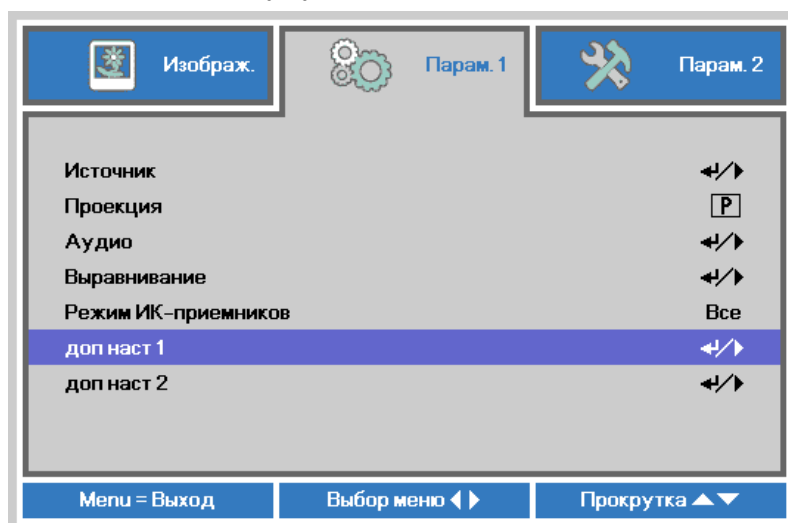 Изображ. Парам. 1 Парам. 2
Источник
Проекция P
Аудио
Выравнивание
Режим ИК-приемников Все
доп наст 1
доп наст 2
Menu = Выход Выбор меню Прокрутка